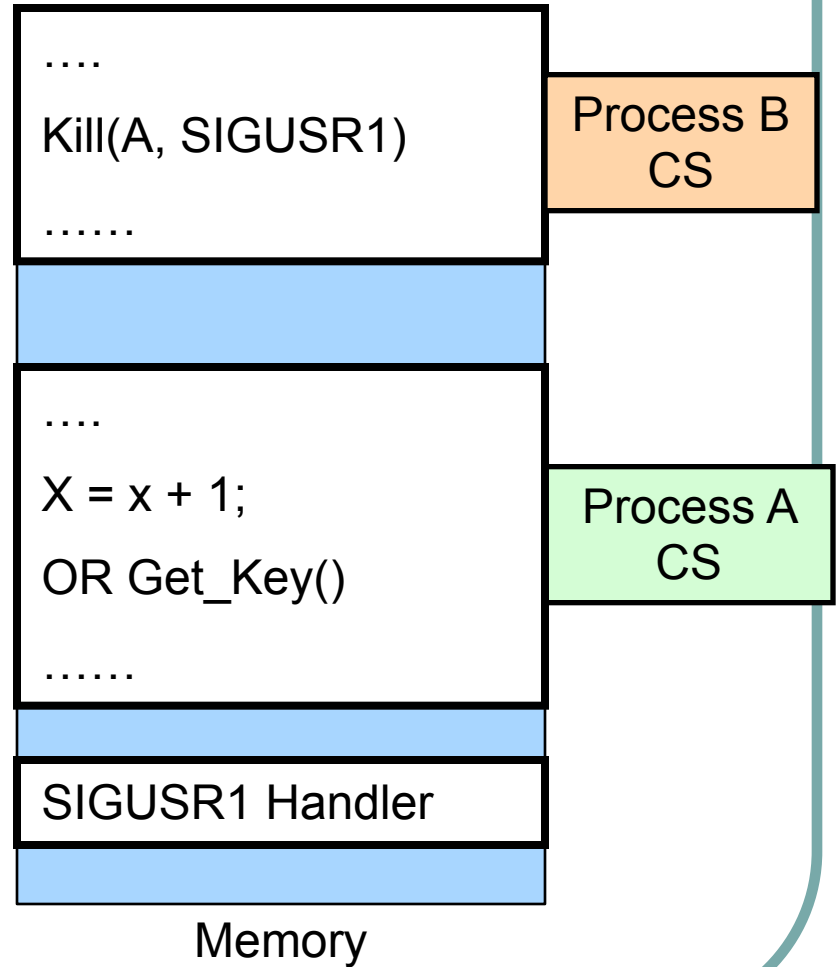 ….
Kill(A, SIGUSR1)
……
Process B
CS
….
X = x + 1;
OR Get_Key()
……
Process A
CS
SIGUSR1 Handler
Memory